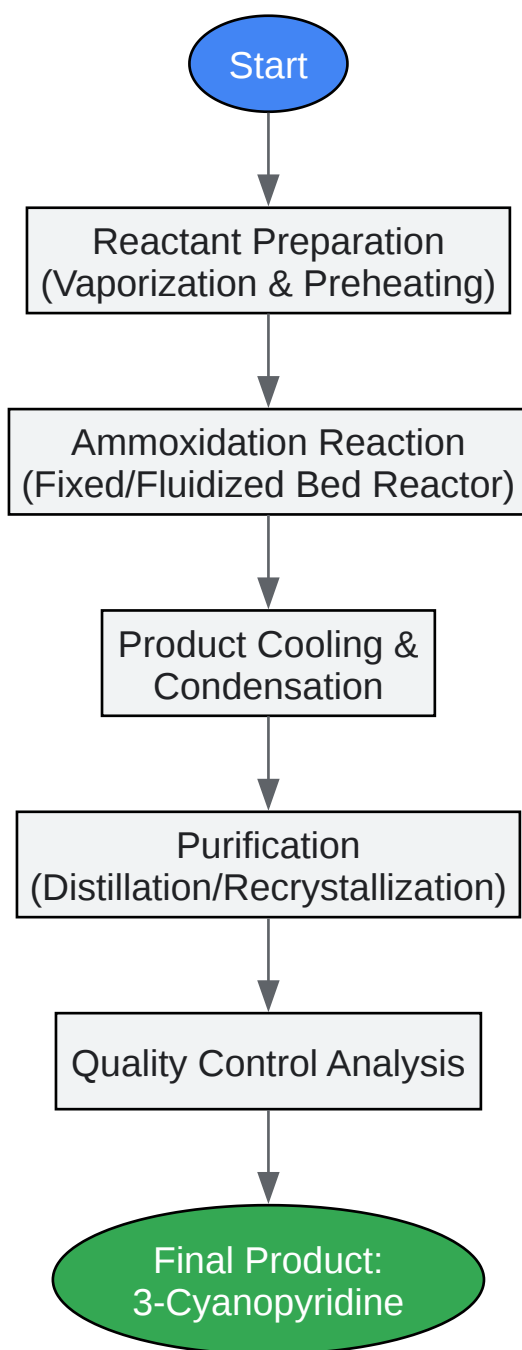 Start
Reactant Preparation
(Vaporization & Preheating)
Ammoxidation Reaction
(Fixed/Fluidized Bed Reactor)
Product Cooling &
Condensation
Purification
(Distillation/Recrystallization)
Quality Control Analysis
Final Product:
3-Cyanopyridine